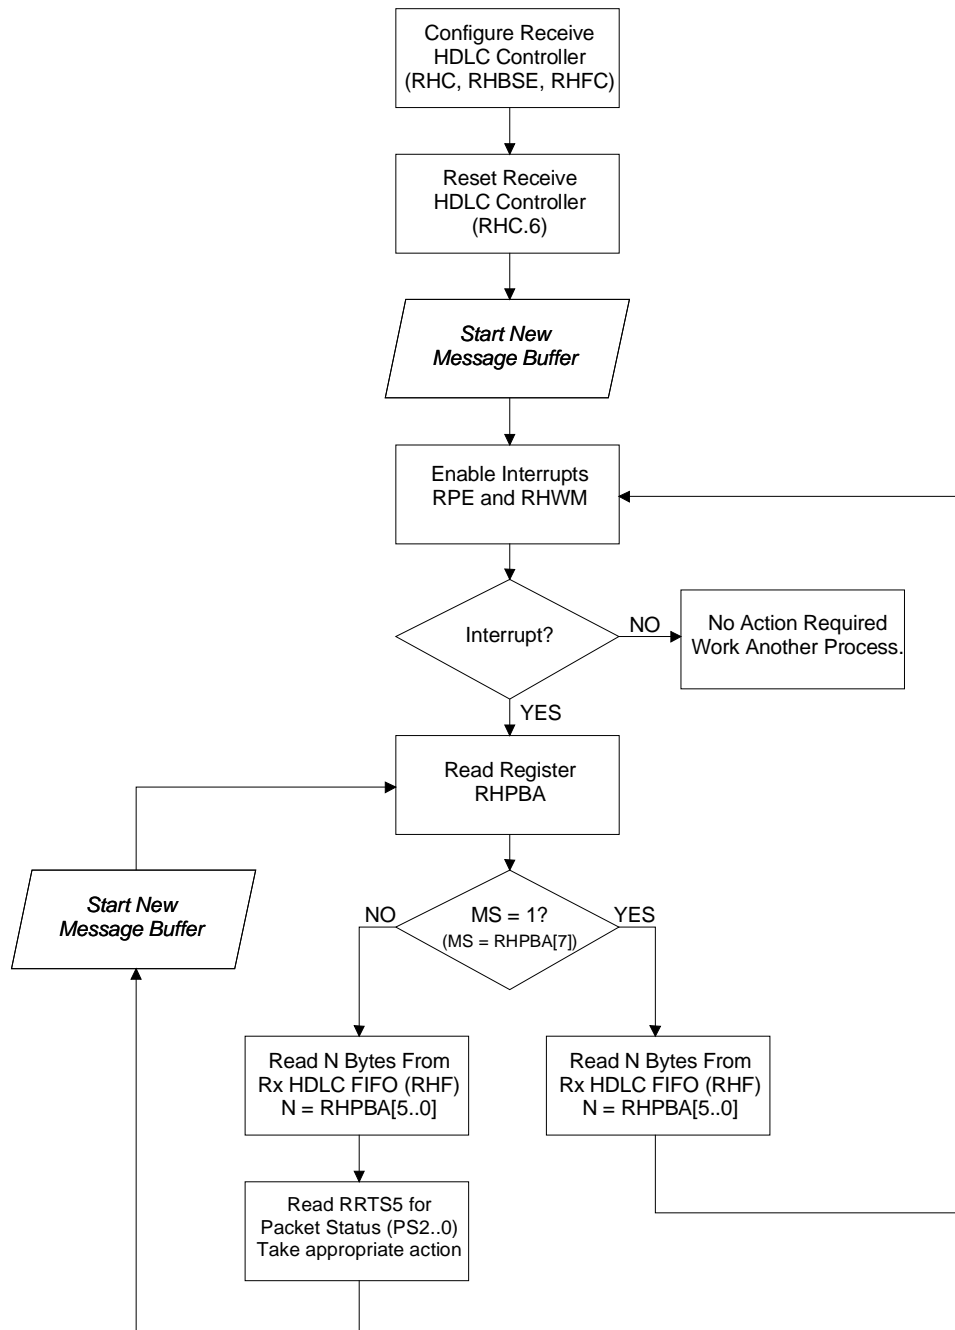 Configure Receive
HDLC Controller
(RHC, RHBSE, RHFC)
Reset Receive
HDLC Controller
(RHC.6)
Start New
Message Buffer
Enable Interrupts
RPE and RHWM
Interrupt?
NO
No Action Required
Work Another Process.
YES
Read Register
RHPBA
Start New
Message Buffer
NO
MS = 1?
(MS = RHPBA[7])
YES
Read N Bytes From
Rx HDLC FIFO (RHF)
N = RHPBA[5..0]
Read N Bytes From
Rx HDLC FIFO (RHF)
N = RHPBA[5..0]
Read RRTS5 for
Packet Status (PS2..0)
Take appropriate action